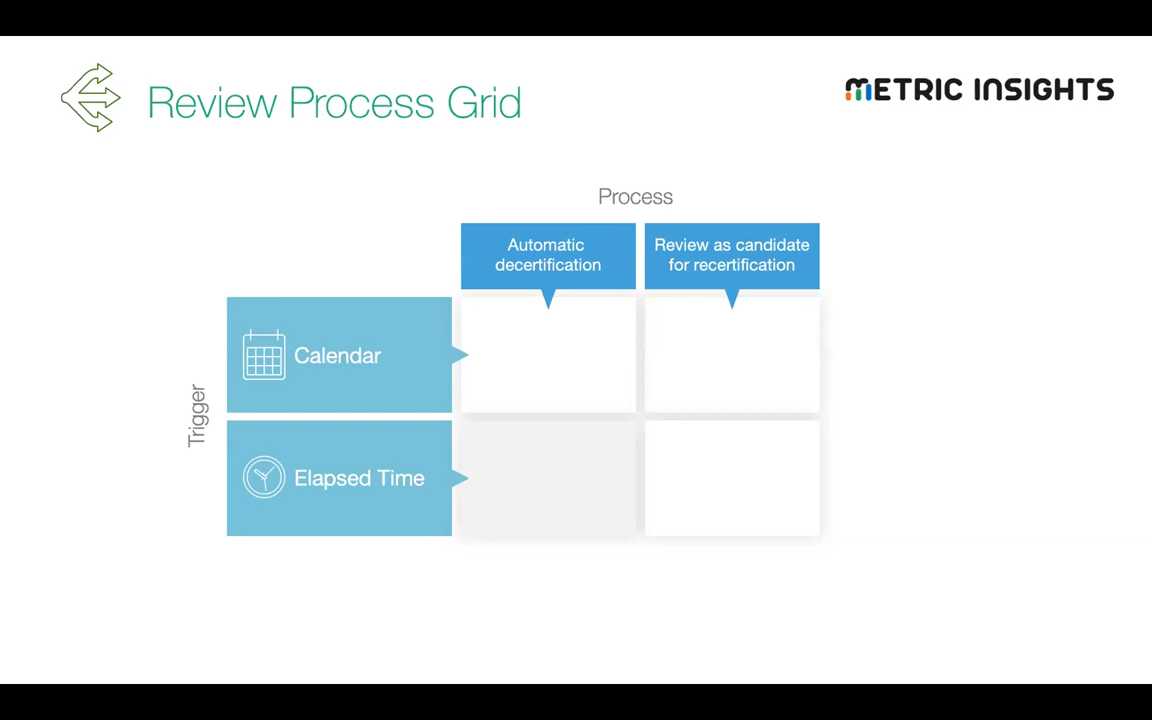 Review Process Grid
METRIC INSIGHTS
Process
Automatic
decertification
Review as candidate
for recertification
Trigger
Calendar
Elapsed Time